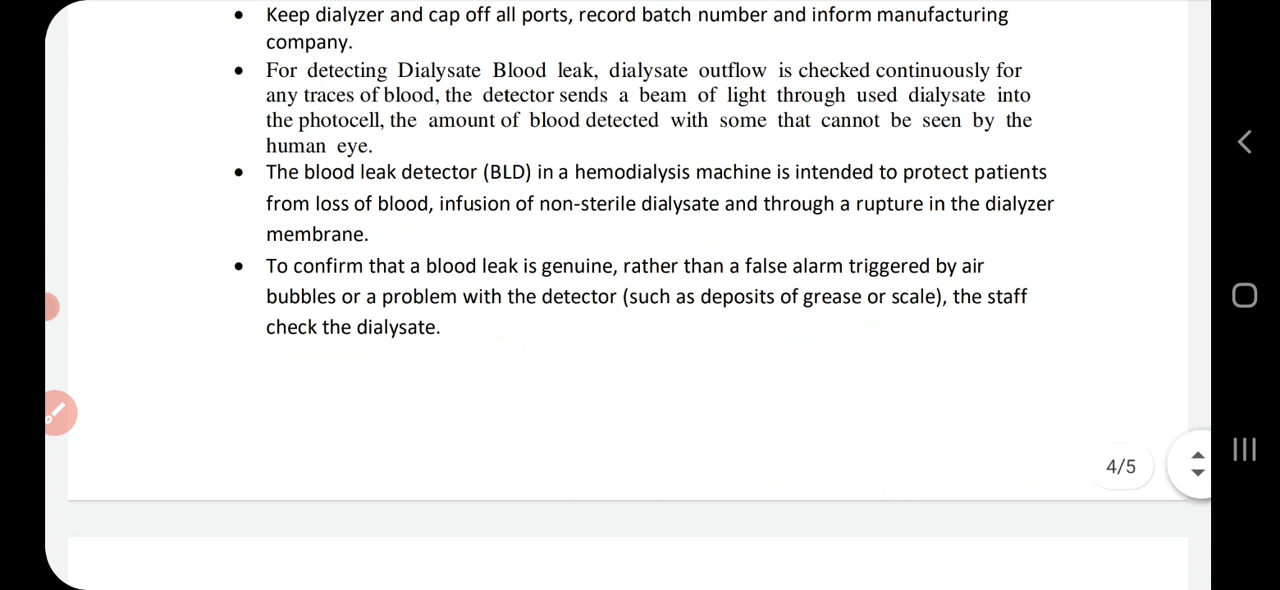 • Keep dialyzer and cap off all ports, record batch number and inform manufacturing
company.
• For detecting Dialysate Blood leak, dialysate outflow is checked continuously for
any traces of blood, the detector sends a beam of light through used dialysate into
the photocell, the amount of blood detected with some that cannot be seen by the
human eye.
• The blood leak detector (BLD) in a hemodialysis machine is intended to protect patients
from loss of blood, infusion of non-sterile dialysate and through a rupture in the dialyzer
membrane.
• To confirm that a blood leak is genuine, rather than a false alarm triggered by air
bubbles or a problem with the detector (such as deposits of grease or scale), the staff
check the dialysate.
4/5